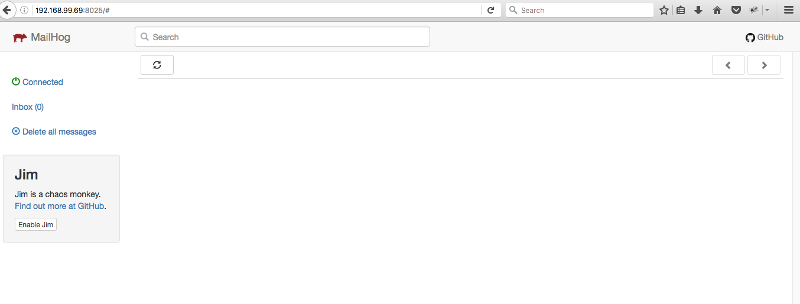 192.168.99.69:8025/#
Search
MailHog
Search
GitHub
Connected
Inbox (0)
Delete all messages
Jim
Jim is a chaos monkey.
Find out more at GitHub.
Enable Jim